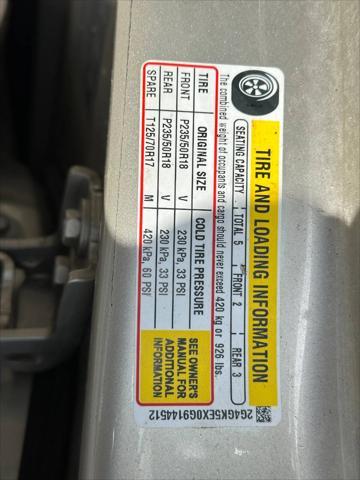 TIRE AND LOADING INFORMATION
SEATING CAPACITY TOTAL 5 FRONT 2 REAR 3
The combined weight of occupants and cargo should never exceed 420 kg or 926 lbs.
TIRE ORIGINAL SIZE COLD TIRE PRESSURE
FRONT P235/50R18 V 230 kPa, 33 PSI
REAR P235/50R18 V 230 kPa, 33 PSI
SPARE T125/70R17 M 420 kPa, 60 PSI
SEE OWNER'S
MANUAL FOR
ADDITIONAL
INFORMATION
2G4GK5EX0G9144512